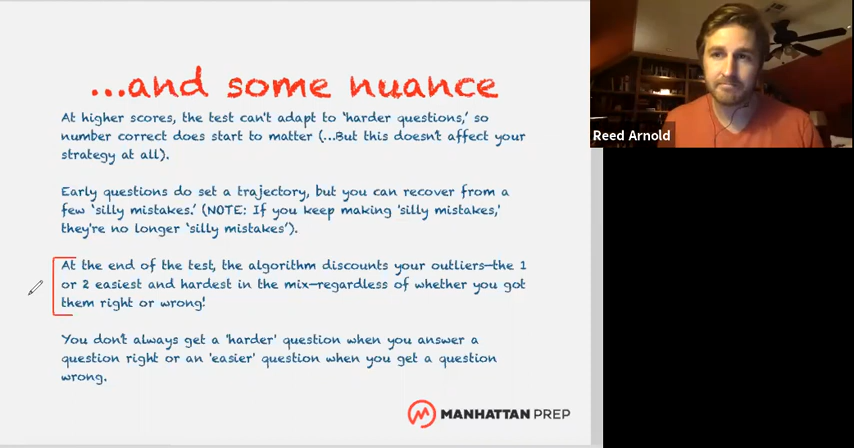 ...and some nuance
At higher scores, the test can't adapt to 'harder questions,' so
number correct does start to matter (...But this doesn't affect your
strategy at all).
Early questions do set a trajectory, but you can recover from a
few 'silly mistakes.' (NOTE: If you keep making 'silly mistakes,'
they're no longer 'silly mistakes').
At the end of the test, the algorithm discounts your outliers—the 1
or 2 easiest and hardest in the mix—regardless of whether you got
them right or wrong!
You don't always get a 'harder' question when you answer a
question right or an 'easier' question when you get a question
wrong.
MANHATTAN PREP
Reed Arnold